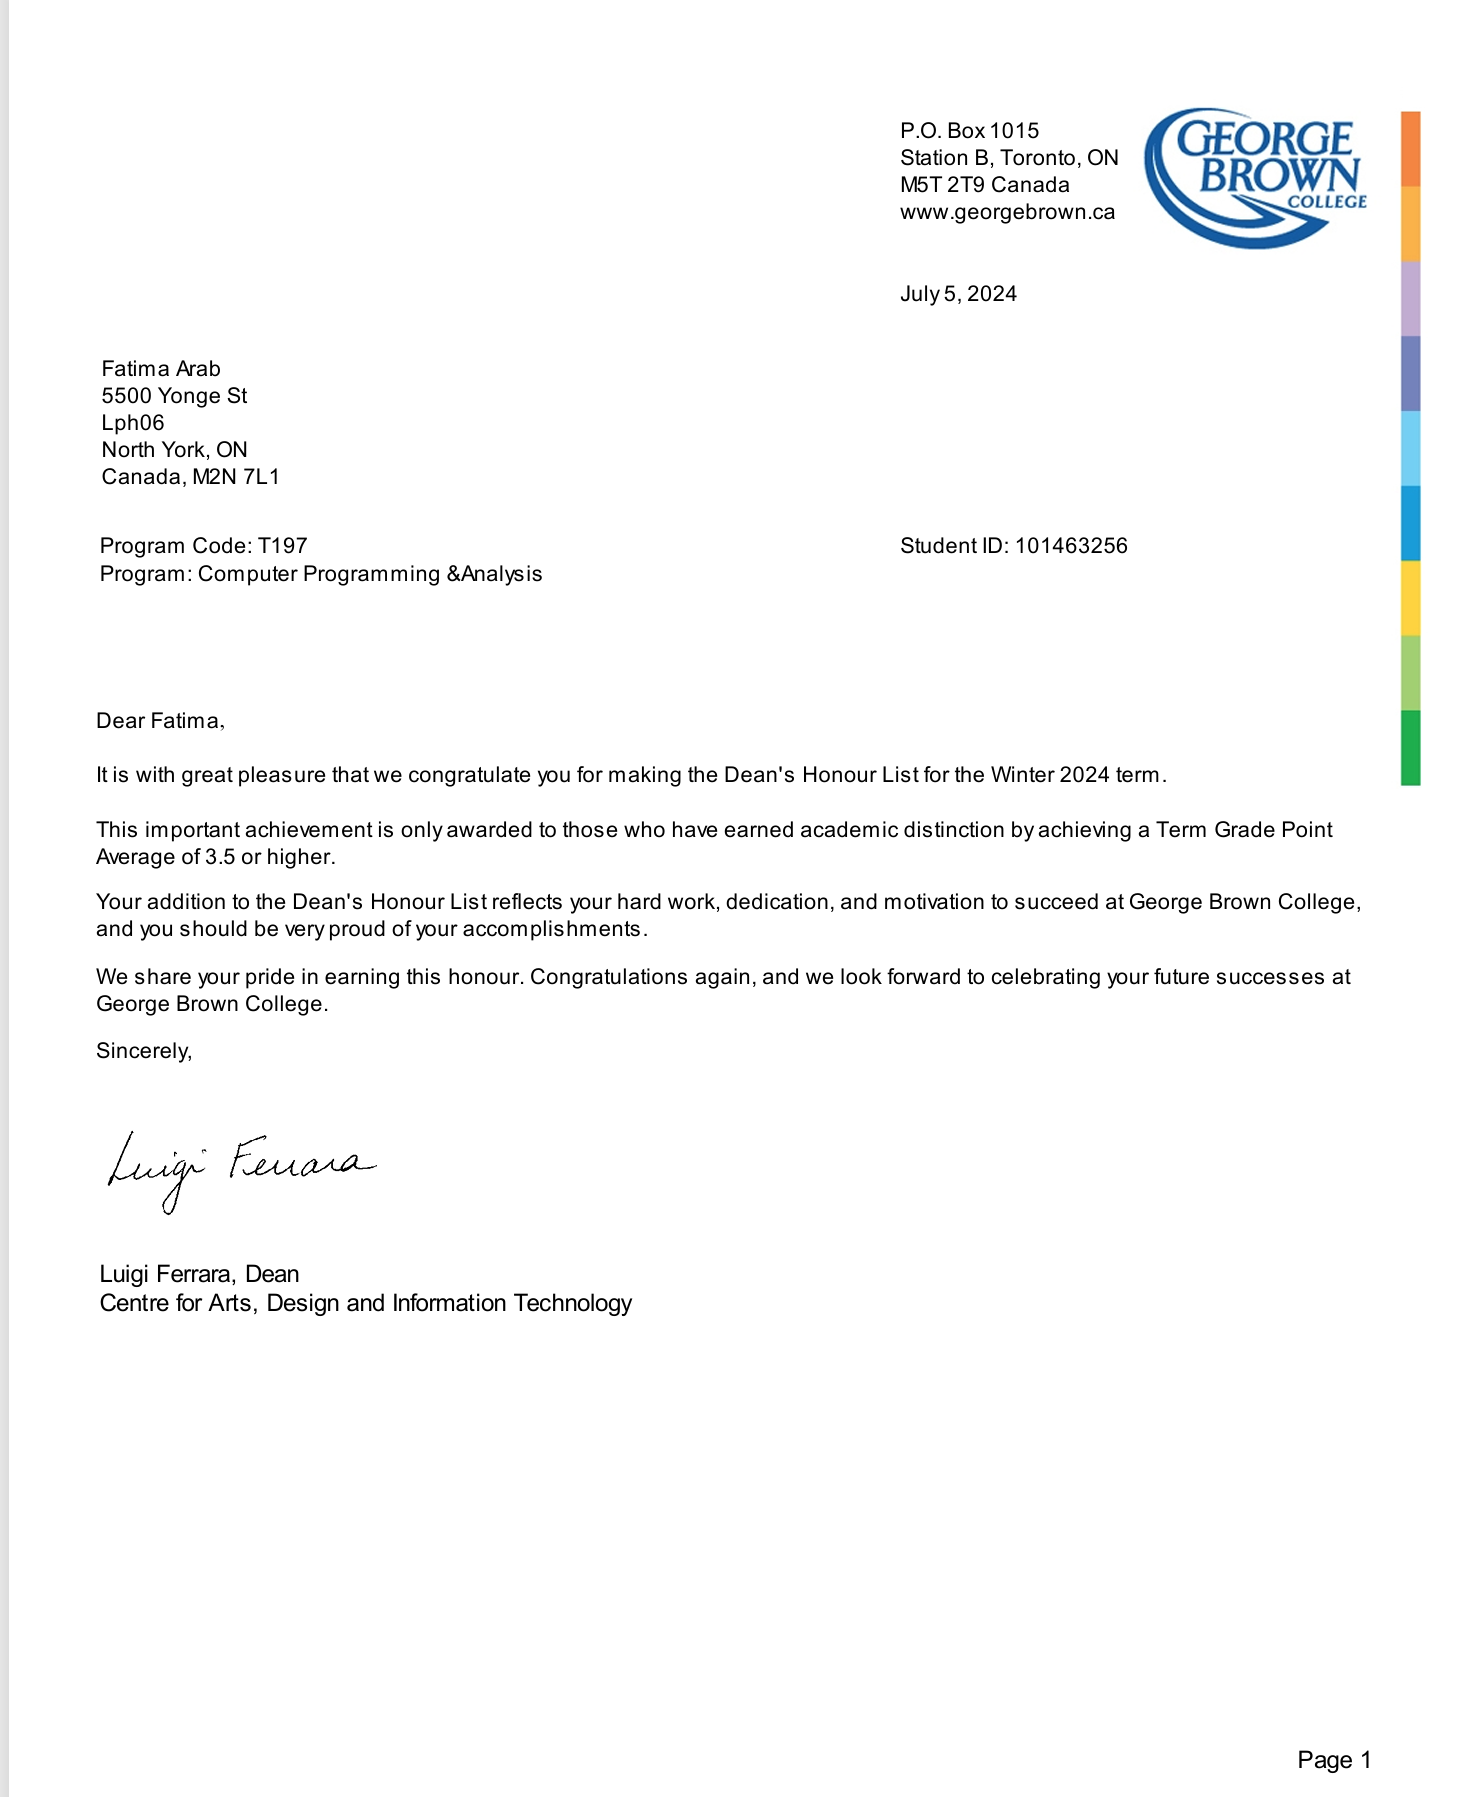 P.O. Box 1015
Station B, Toronto, ON
M5T 2T9 Canada
www.georgebrown.ca
GEORGE
BROWN
COLLEGE
July 5, 2024
Fatima Arab
5500 Yonge St
Lph06
North York, ON
Canada, M2N 7L1
Program Code: T197
Student ID: 101463256
Program: Computer Programming &Analysis
Dear Fatima,
It is with great pleasure that we congratulate you for making the Dean's Honour List for the Winter 2024 term.
This important achievement is only awarded to those who have earned academic distinction by achieving a Term Grade Point
Average of 3.5 or higher.
Your addition to the Dean's Honour List reflects your hard work, dedication, and motivation to succeed at George Brown College,
and you should be very proud of your accomplishments.
We share your pride in earning this honour. Congratulations again, and we look forward to celebrating your future successes at
George Brown College.
Sincerely,
Luigi Ferrara
Luigi Ferrara, Dean
Centre for Arts, Design and Information Technology
Page 1